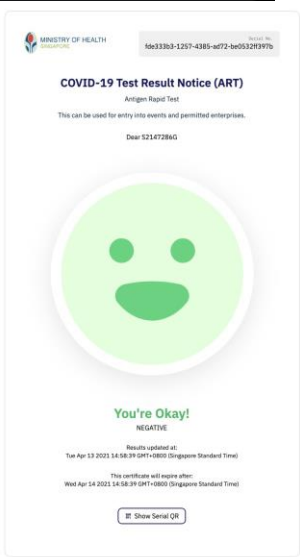 MINISTRY OF HEALTH
SINGAPORE
Serial No.
fde333b3-1257-4385-ad72-be0532ff397b
COVID-19 Test Result Notice (ART)
Antigen Rapid Test
This can be used for entry into events and permitted enterprises.
Dear S2147286G
You're Okay!
NEGATIVE
Results updated at:
Tue Apr 13 2021 14:58:39 GMT+0800 (Singapore Standard Time)
This certificate will expire after:
Wed Apr 14 2021 14:58:39 GMT+0800 (Singapore Standard Time)
Show Serial QR